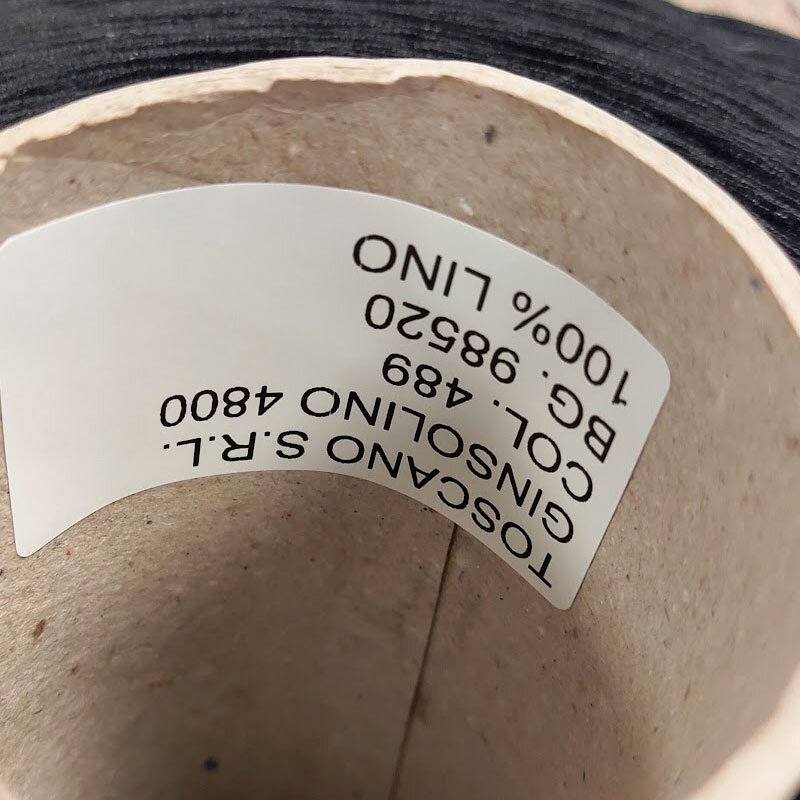 TOSCANO S.R.L.
GINSOLINO 4800
COL. 489
BG. 98520
100% LINO